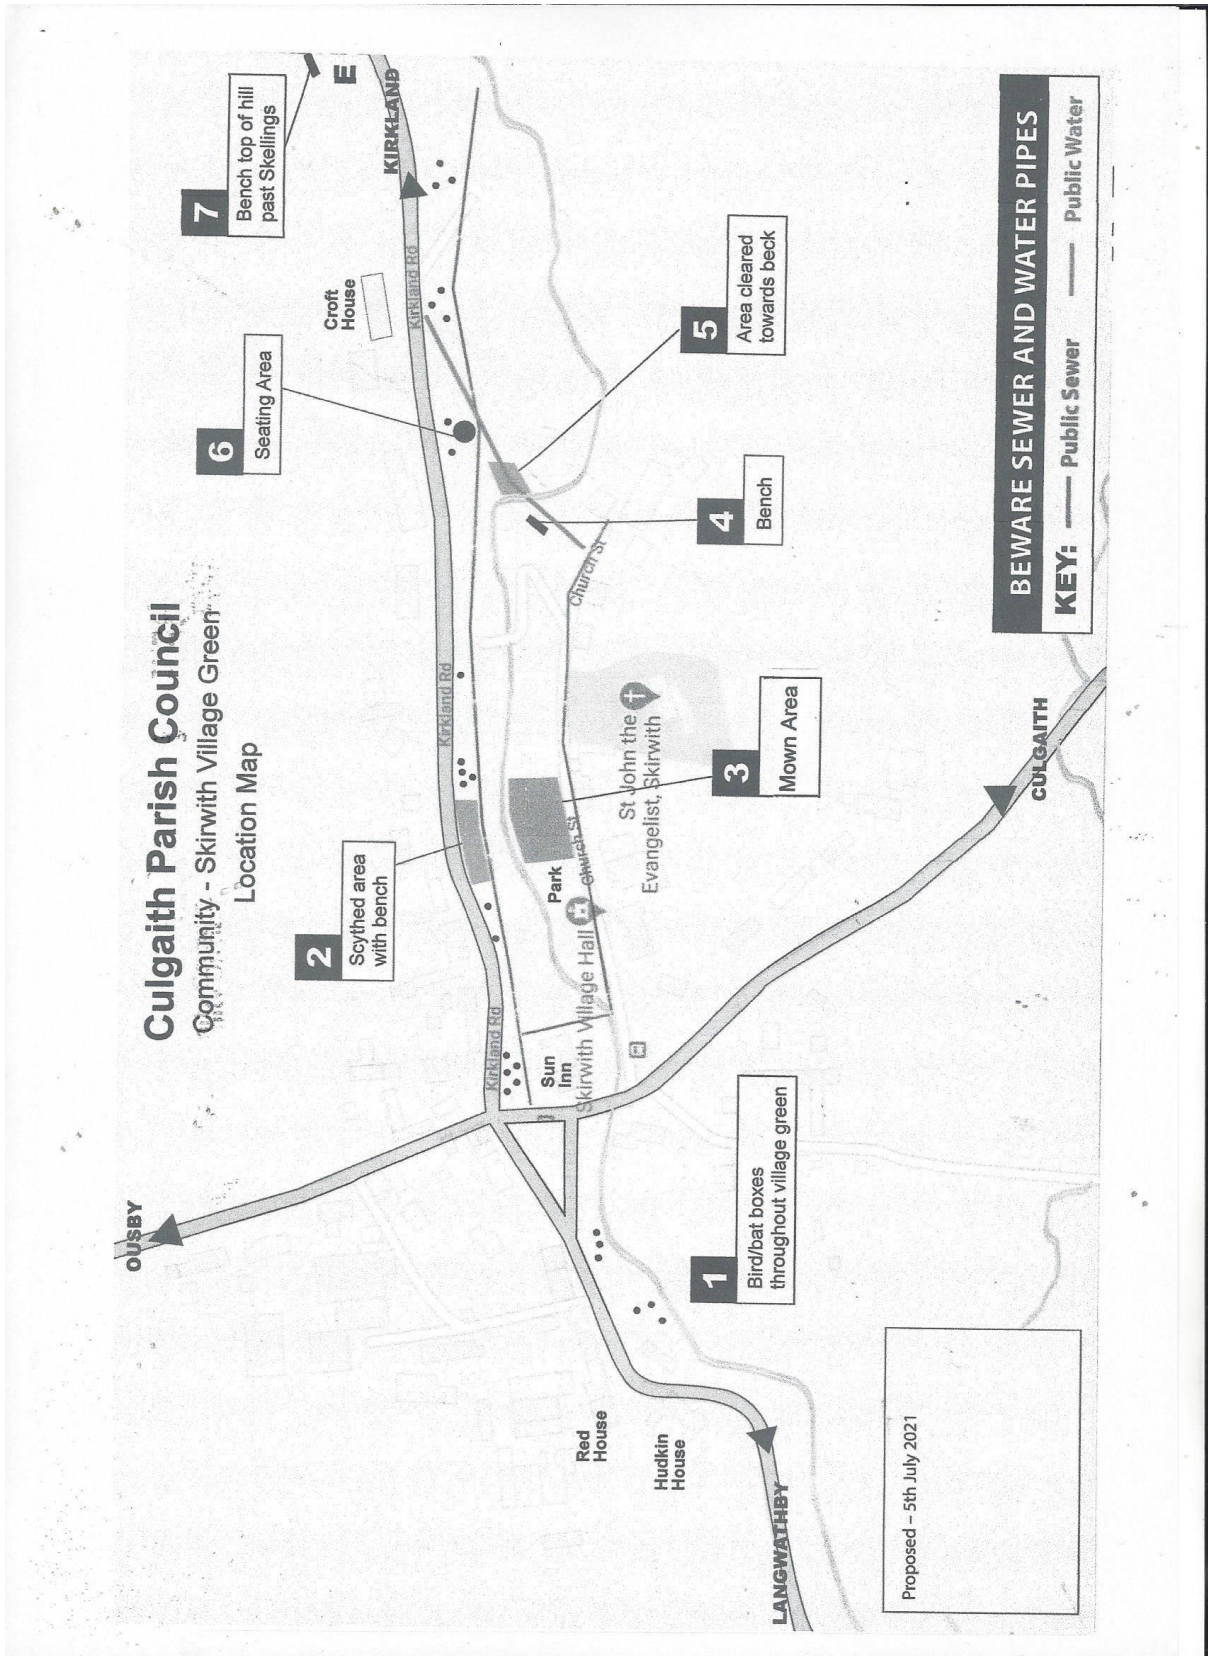 Culgaith Parish Council
Community - Skirwith Village Green
Location Map
7
Bench top of hill
past Skellings
E
KIRKLAND
Kirkland Rd
Croft
House
6
Seating Area
5
Area cleared
towards beck
4
Bench
Church St
Kirkland Rd
2
Scythed area
with bench
Park
Church St
St John the
Evangelist, Skirwith
3
Mown Area
Skirwith Village Hall
Kirkland Rd
Sun
Inn
OUSBY
CULGAITH
1
Bird/bat boxes
throughout village green
Red
House
Hudkin
House
LANGWATHBY
BEWARE SEWER AND WATER PIPES
KEY:
Public Sewer
Public Water
Proposed – 5th July 2021